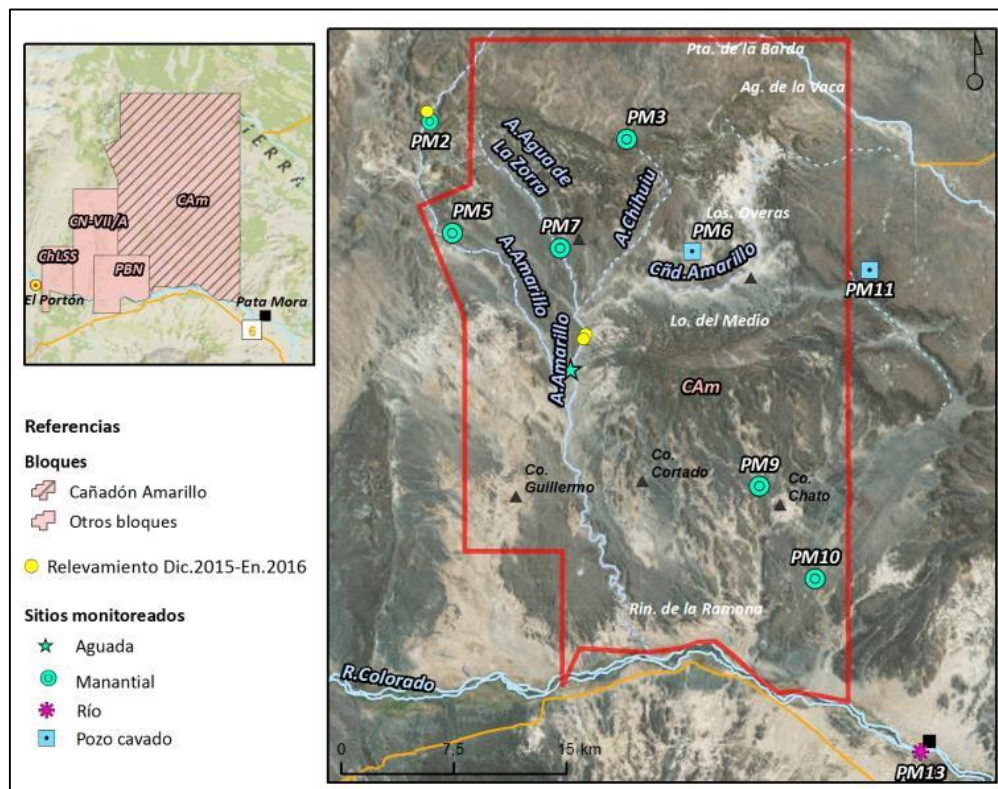 CAm
SIERRA
CN-VII/A
ChLSS
PBN
El Portón
Pata Mora
6
Referencias
Bloques
Cañadón Amarillo
Otros bloques
Relevamiento Dic.2015-En.2016
Sitios monitoreados
Aguada
Manantial
Río
Pozo cavado
Pta. de la Barda
Ag. de la Vaca
PM2
PM3
A.Agua de
La Zorra
A.Chihuiu
PM5
PM7
Los. Overas
PM6
A.Amarillo
Cñd.Amarillo
PM11
Lo. del Medio
A.Amarillo
CAm
Co.
Guillermo
Co.
Cortado
PM9
Co.
Chato
PM10
Rin. de la Ramona
R.Colorado
0 7,5 15 km
PM13